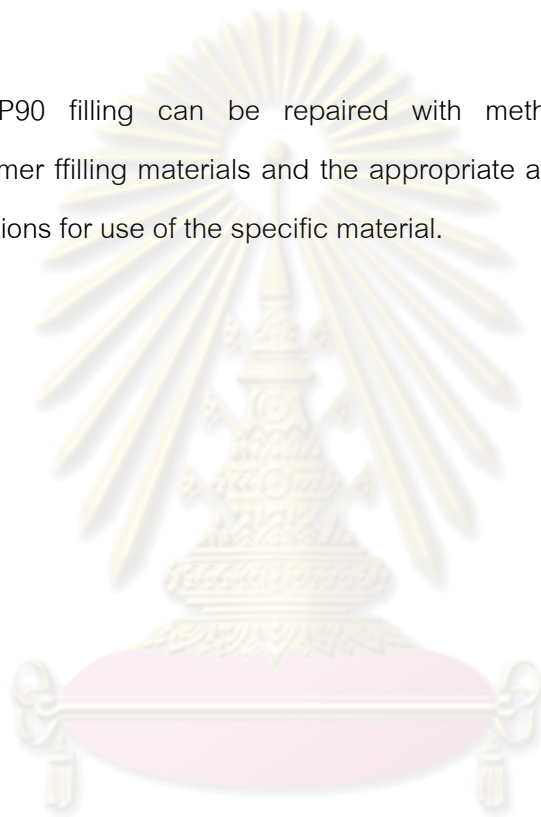 P90 filling can be repaired with meth
mer ffilling materials and the appropriate a
tions for use of the specific material.